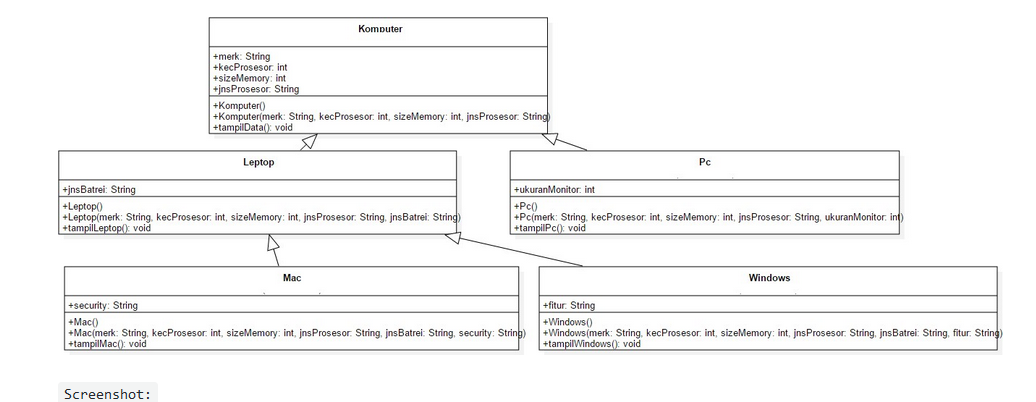 Komputer
+merk: String
+kecProsesor: int
+sizeMemory: int
+jnsProsesor: String
+Komputer()
+Komputer(merk: String, kecProsesor: int, sizeMemory: int, jnsProsesor: String)
+tampilData(): void
Leptop
+jnsBatrei: String
+Leptop()
+Leptop(merk: String, kecProsesor: int, sizeMemory: int, jnsProsesor: String, jnsBatrei: String)
+tampilLeptop(): void
Pc
+ukuranMonitor: int
+Pc()
+Pc(merk: String, kecProsesor: int, sizeMemory: int, jnsProsesor: String, ukuranMonitor: int)
+tampilPc(): void
Mac
+security: String
+Mac()
+Mac(merk: String, kecProsesor: int, sizeMemory: int, jnsProsesor: String, jnsBatrei: String, security: String)
+tampilMac(): void
Windows
+fitur: String
+Windows()
+Windows(merk: String, kecProsesor: int, sizeMemory: int, jnsProsesor: String, jnsBatrei: String, fitur: String)
+tampilWindows(): void
Screenshot: